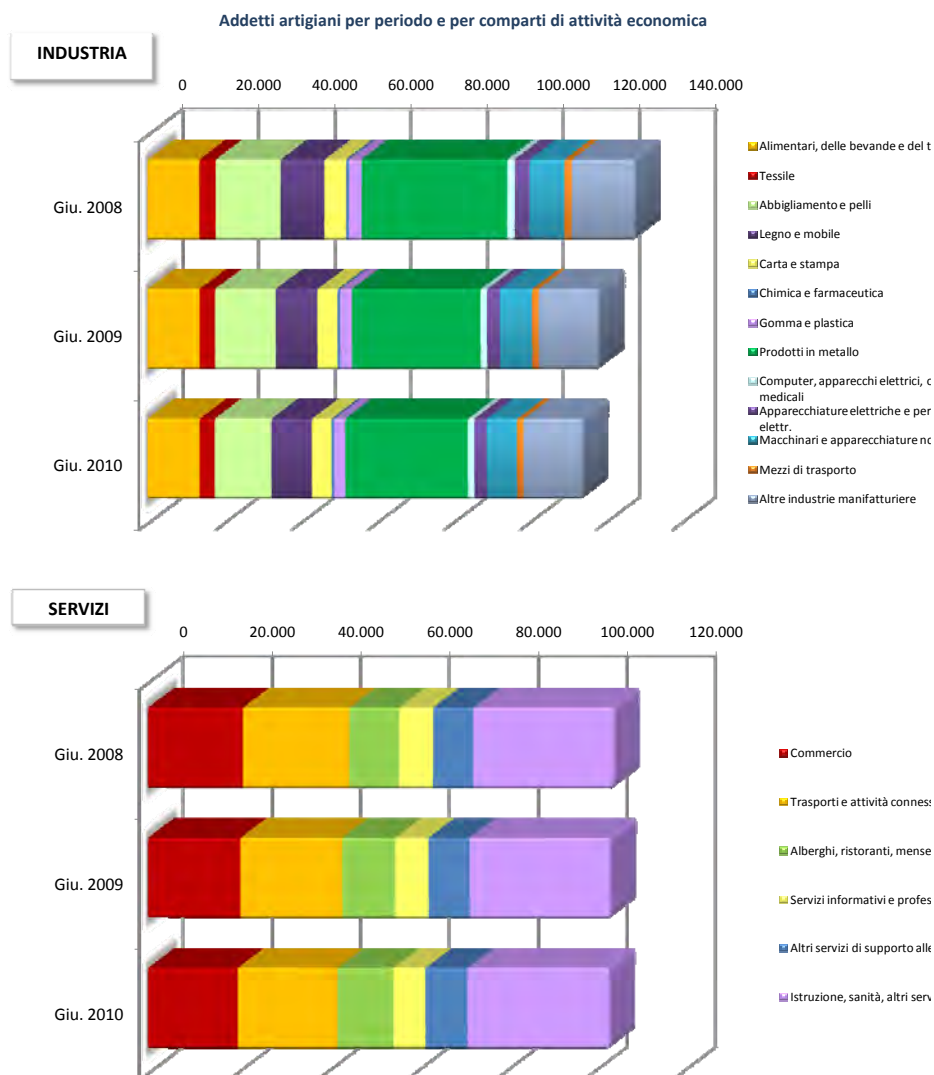 Addetti artigiani per periodo e per comparti di attività economica
INDUSTRIA
0 20.000 40.000 60.000 80.000 100.000 120.000 140.000
Giu. 2008
Giu. 2009
Giu. 2010
Alimentari, delle bevande e del t
Tessile
Abbigliamento e pelli
Legno e mobile
Carta e stampa
Chimica e farmaceutica
Gomma e plastica
Prodotti in metallo
Computer, apparecchi elettrici, o
medicali
Apparecchiature elettriche e per
elettr.
Macchinari e apparecchiature no
Mezzi di trasporto
Altre industrie manifatturiere
SERVIZI
0 20.000 40.000 60.000 80.000 100.000 120.000
Giu. 2008
Giu. 2009
Giu. 2010
Commercio
Trasporti e attività conness
Alberghi, ristoranti, mense
Servizi informativi e profes
Altri servizi di supporto alle
Istruzione, sanità, altri serv